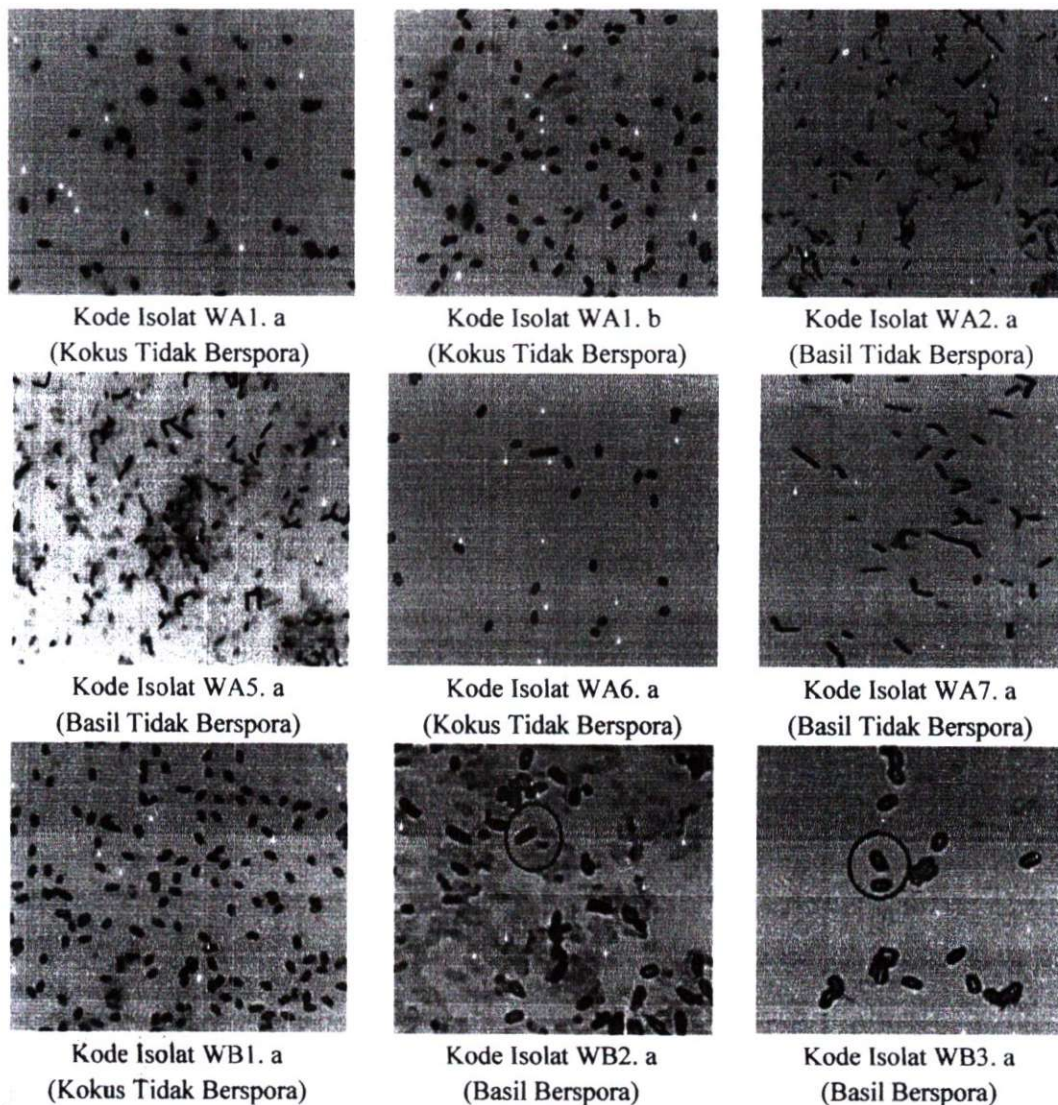 Kode Isolat WA1. a
(Kokus Tidak Berspora)
Kode Isolat WA1. b
(Kokus Tidak Berspora)
Kode Isolat WA2. a
(Basil Tidak Berspora)
Kode Isolat WA5. a
(Basil Tidak Berspora)
Kode Isolat WA6. a
(Kokus Tidak Berspora)
Kode Isolat WA7. a
(Basil Tidak Berspora)
Kode Isolat WB1. a
(Kokus Tidak Berspora)
Kode Isolat WB2. a
(Basil Berspora)
Kode Isolat WB3. a
(Basil Berspora)